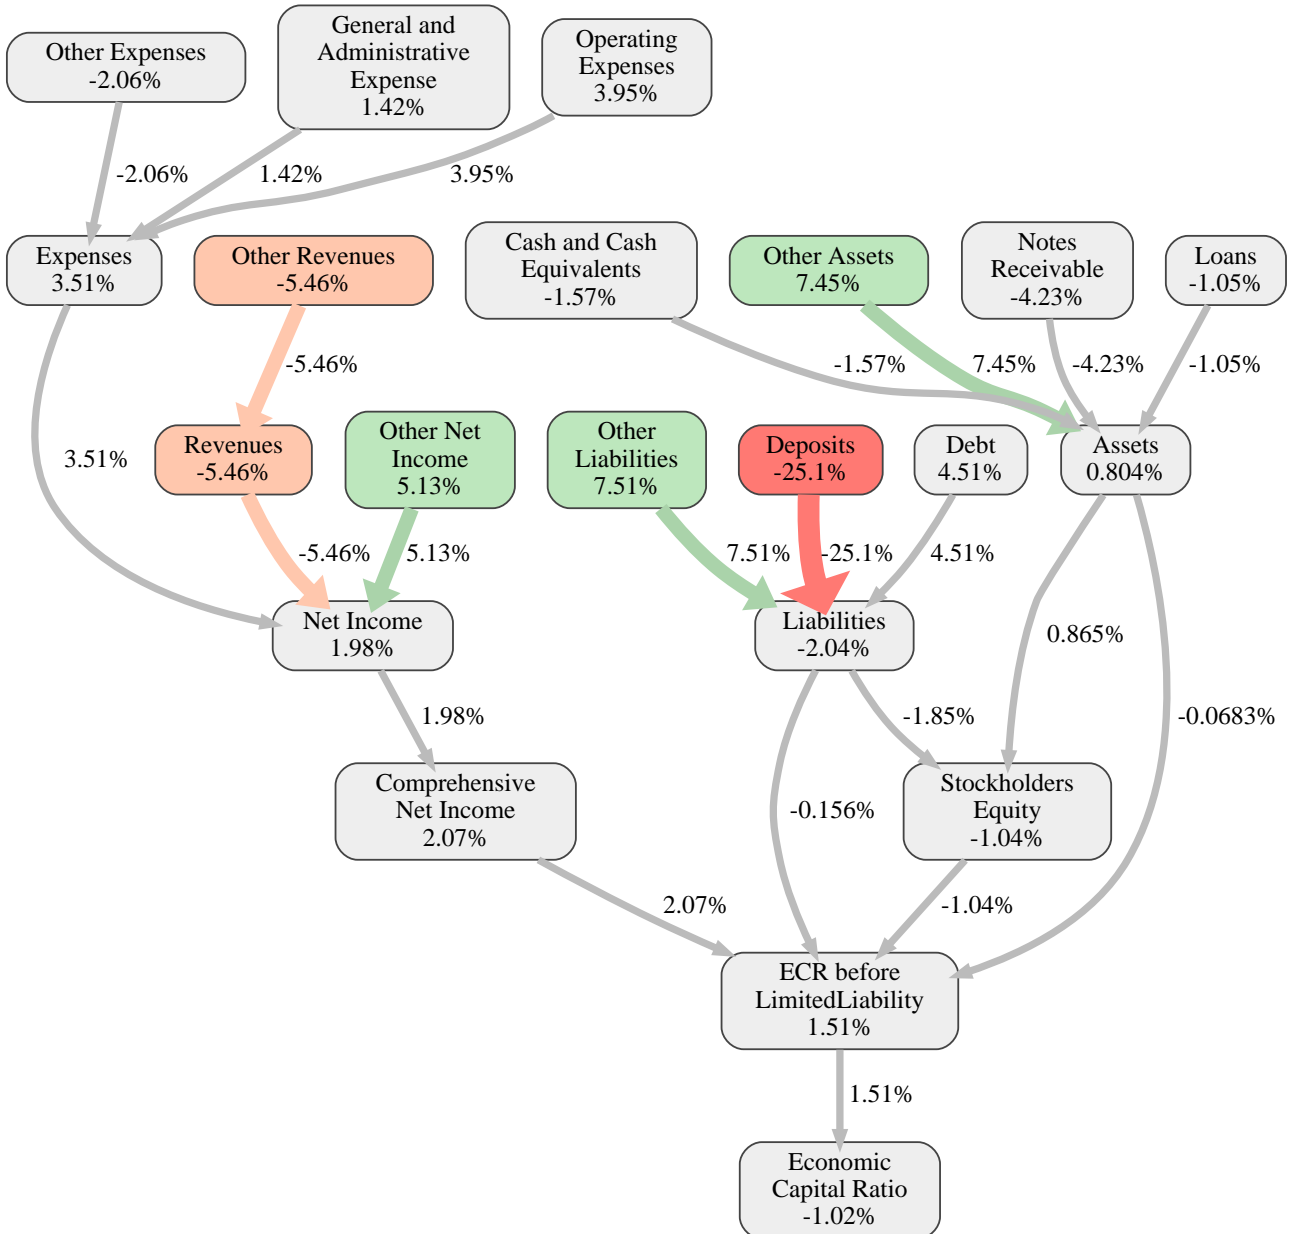 Other Expenses
-2.06%
General and
Administrative
Expense
1.42%
Operating
Expenses
3.95%
-2.06%
1.42%
3.95%
Expenses
3.51%
Other Revenues
-5.46%
Cash and Cash
Equivalents
-1.57%
Other Assets
7.45%
Notes
Receivable
-4.23%
Loans
-1.05%
-5.46%
-1.57%
7.45%
-4.23%
-1.05%
3.51%
Revenues
-5.46%
Other Net
Income
5.13%
Other
Liabilities
7.51%
Deposits
-25.1%
Debt
4.51%
Assets
0.804%
-5.46%
5.13%
7.51%
-25.1%
4.51%
Net Income
1.98%
Liabilities
-2.04%
0.865%
1.98%
-1.85%
-0.0683%
Comprehensive
Net Income
2.07%
-0.156%
Stockholders
Equity
-1.04%
2.07%
-1.04%
ECR before
LimitedLiability
1.51%
1.51%
Economic
Capital Ratio
-1.02%